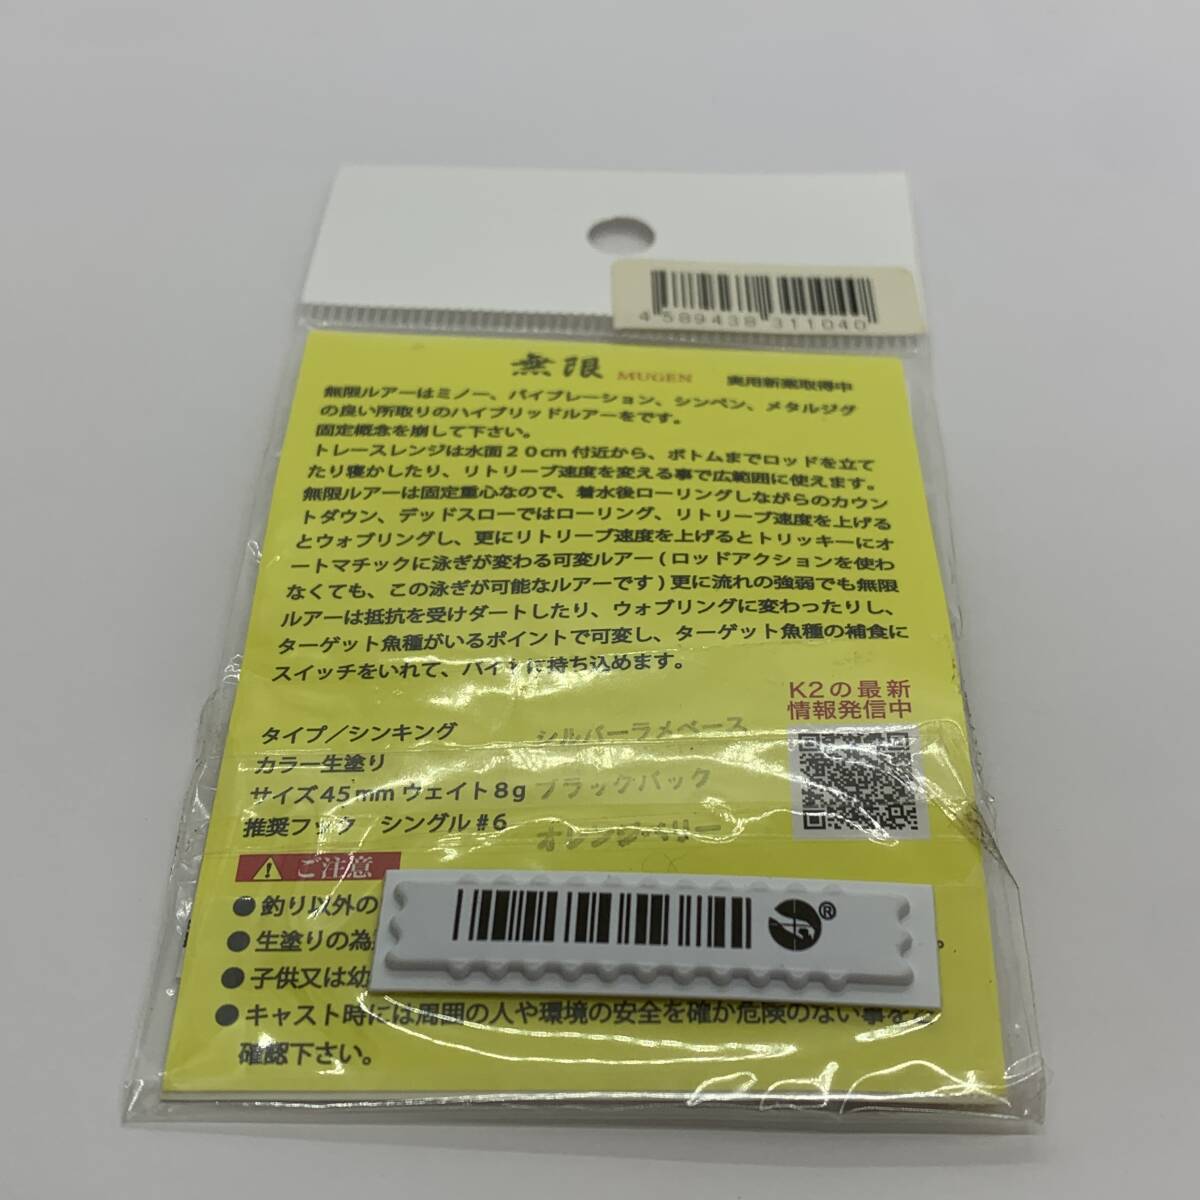 4 589438 311040
無限 MUGEN 実用新案取得中
無限ルアーはミノー、バイブレーション、シンペン、メタルジグ
の良い所取りのハイブリッドルアーをです。
固定概念を崩して下さい。
トレースレンジは水面20cm付近から、ボトムまでロッドを立て
たり寝かしたり、リトリーブ速度を変える事で広範囲に使えます。
無限ルアーは固定重心なので、着水後ローリングしながらのカウン
トダウン、デッドスローではローリング、リトリーブ速度を上げる
とウォブリングし、更にリトリーブ速度を上げるとトリッキーにオ
ートマチックに泳ぎが変わる可変ルアー(ロッドアクションを使わ
なくても、この泳ぎが可能なルアーです)更に流れの強弱でも無限
ルアーは抵抗を受けダートしたり、ウォブリングに変わったりし、
ターゲット魚種がいるポイントで可変し、ターゲット魚種の補食に
スイッチをいれて、バイトに持ち込めます。
K2の最新
情報発信中
タイプ/シンキング シルバーラメベース
カラー生塗り
サイズ45mmウェイト8g ブラックバック
推奨フック シングル#6 オレンジベリー
ご注意
●釣り以外の
●生塗りの為
●子供又は幼
●キャスト時には周囲の人や環境の安全を確か危険のない事を
確認下さい。
®